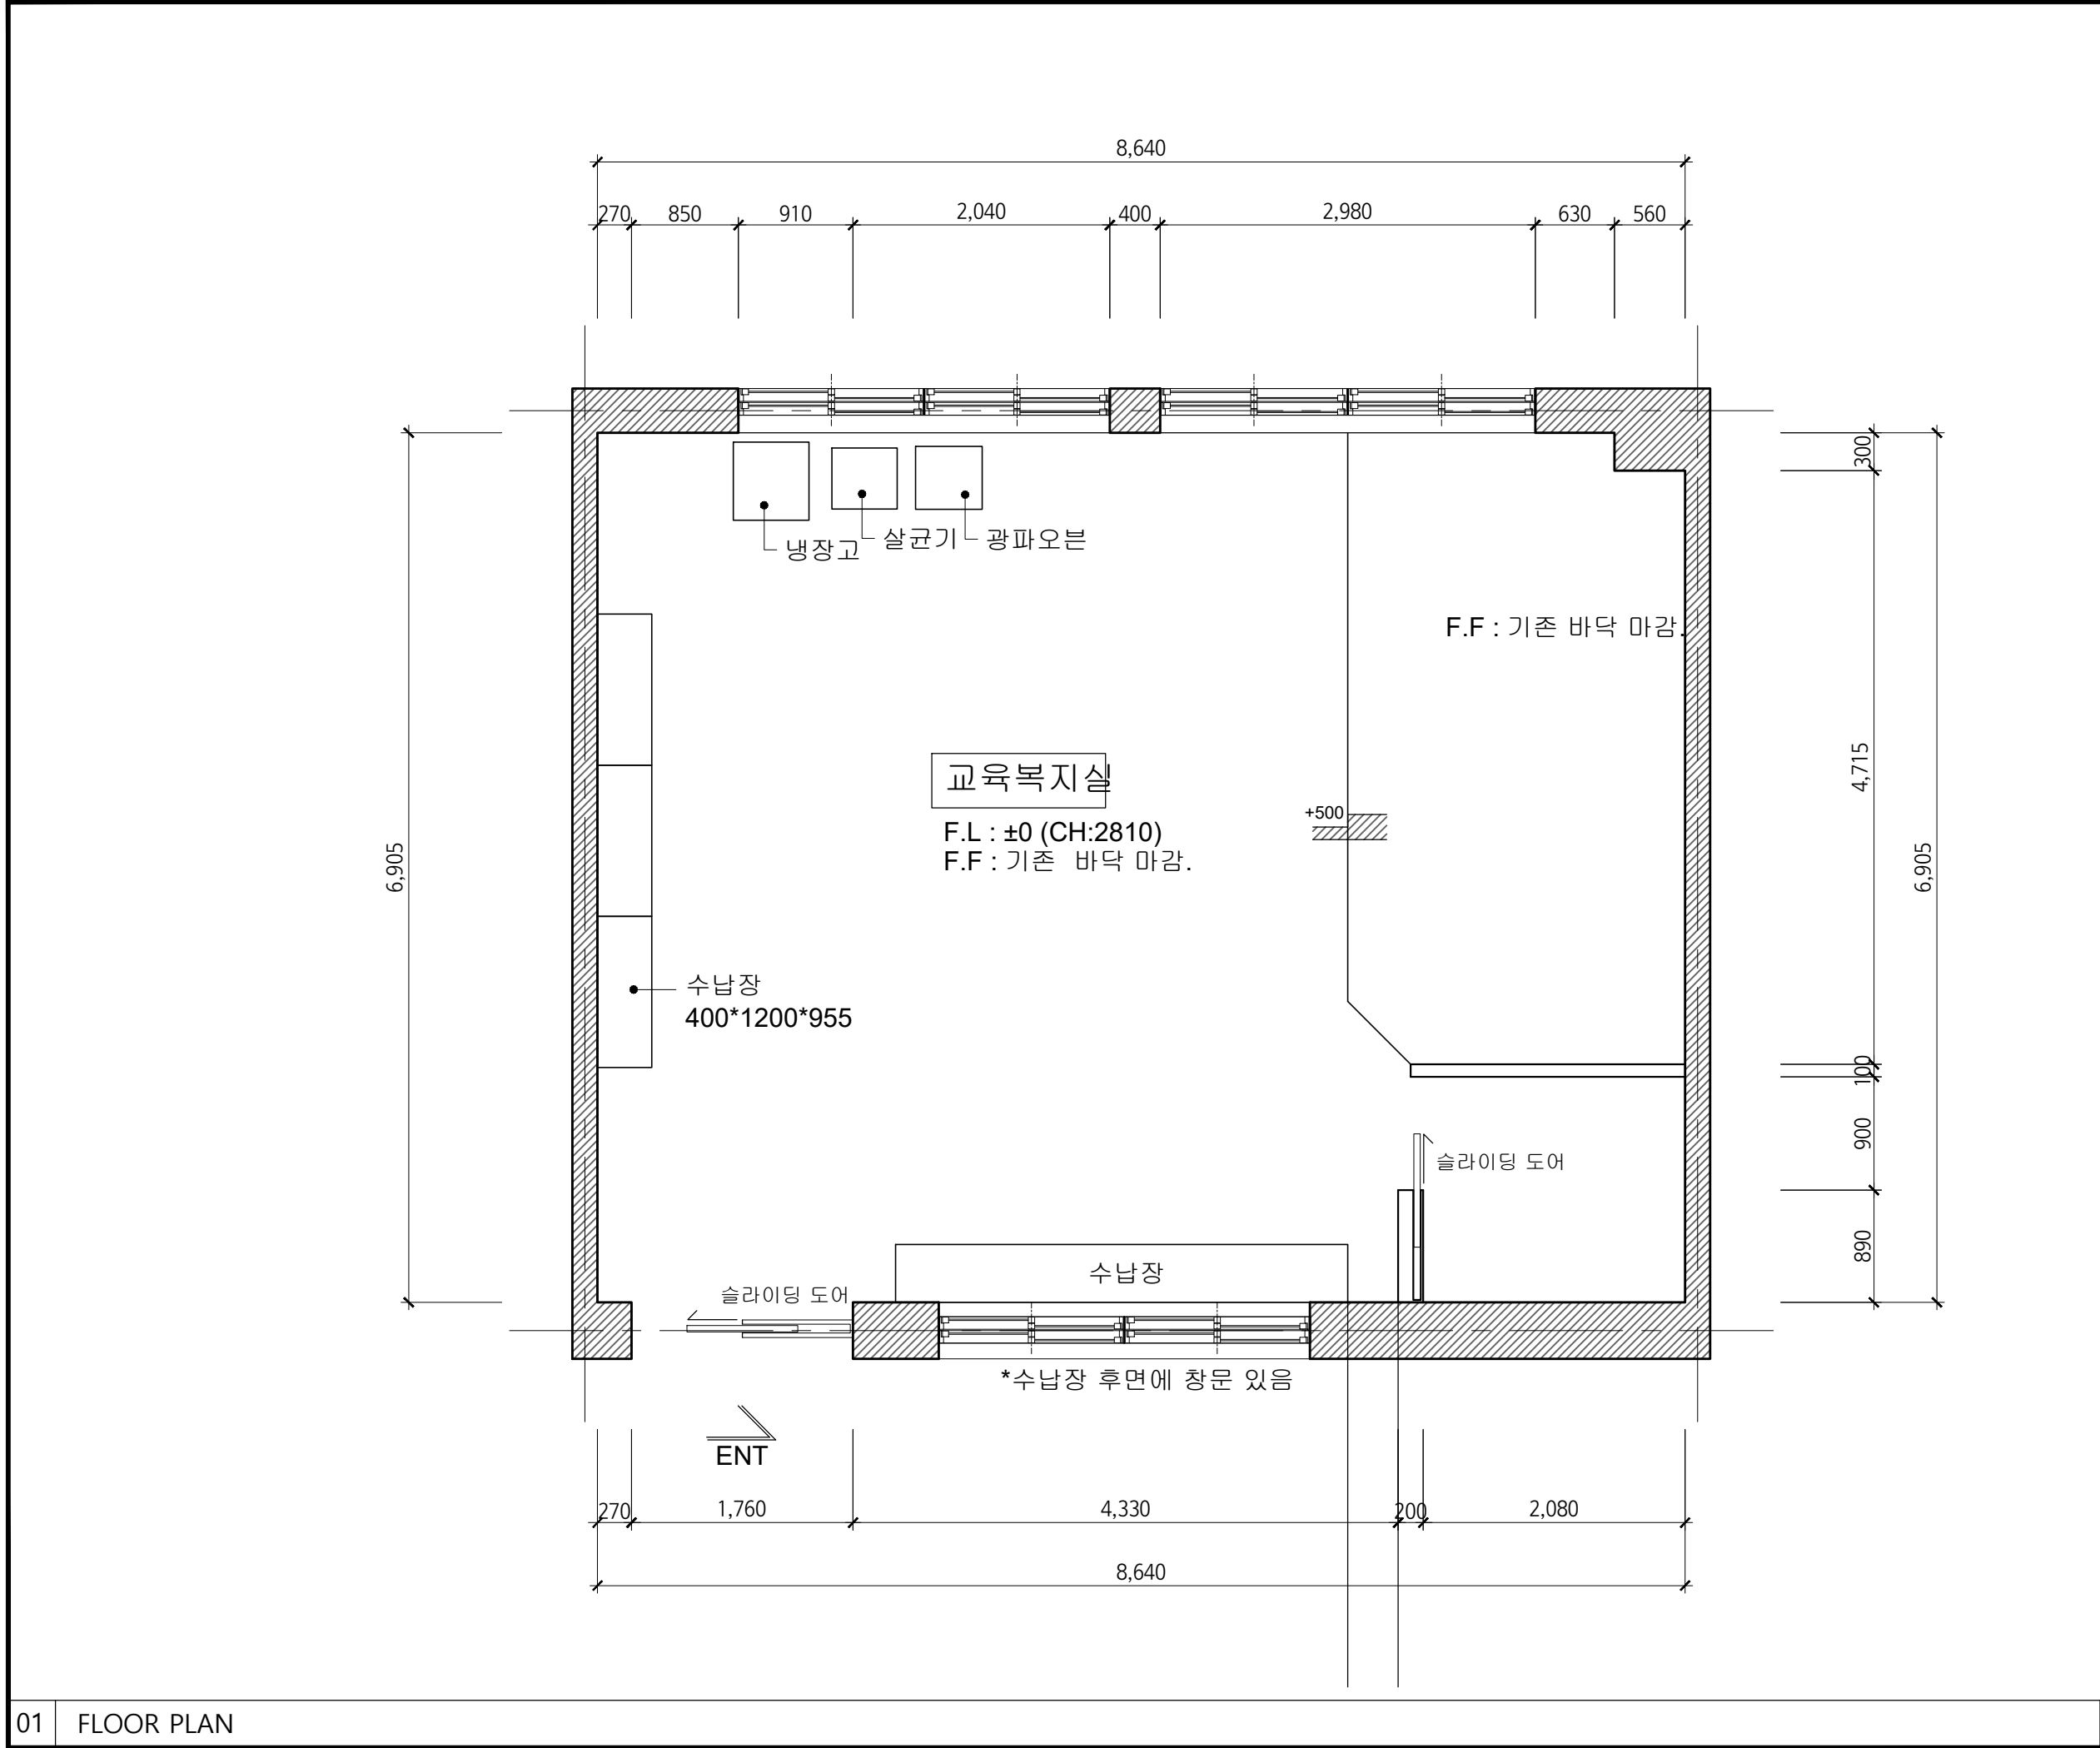 8,640
270 850 910 2,040 400 2,980 630 560
300
냉장고 살균기 광파오븐
F.F : 기존 바닥 마감.
교육복지실
4,715
+500
F.L : ±0 (CH:2810)
F.F : 기존 바닥 마감.
6,905
6,905
수납장
400*1200*955
100
900
슬라이딩 도어
890
수납장
슬라이딩 도어
*수납장 후면에 창문 있음
ENT
270 1,760 4,330 200 2,080
8,640
01 FLOOR PLAN